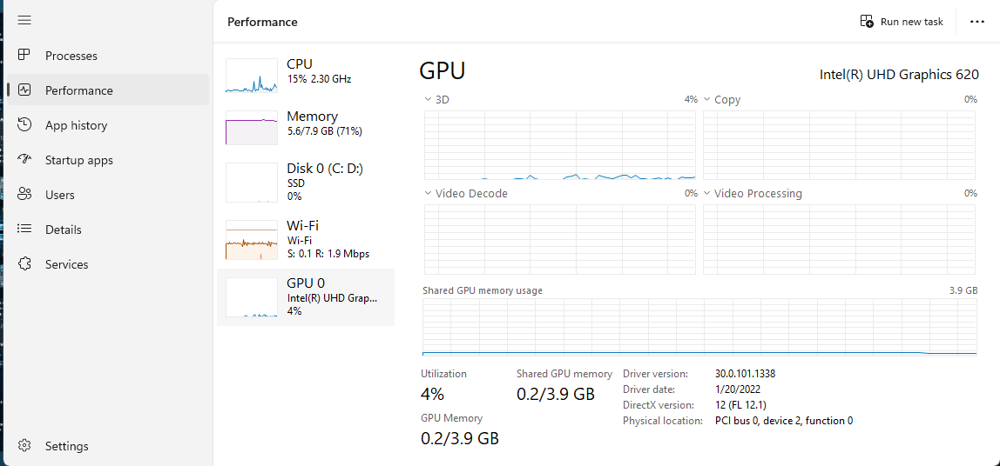 Performance
Run new task
Processes
Performance
App history
Startup apps
Users
Details
Services
Settings
CPU
15% 2.30 GHz
Memory
5.6/7.9 GB (71%)
Disk 0 (C: D:)
SSD
0%
Wi-Fi
Wi-Fi
S: 0.1 R: 1.9 Mbps
GPU 0
Intel(R) UHD Grap...
4%
GPU
Intel(R) UHD Graphics 620
3D 4%
Copy 0%
Video Decode 0%
Video Processing 0%
Shared GPU memory usage 3.9 GB
Utilization
4%
Shared GPU memory
0.2/3.9 GB
GPU Memory
0.2/3.9 GB
Driver version: 30.0.101.1338
Driver date: 1/20/2022
DirectX version: 12 (FL 12.1)
Physical location: PCI bus 0, device 2, function 0